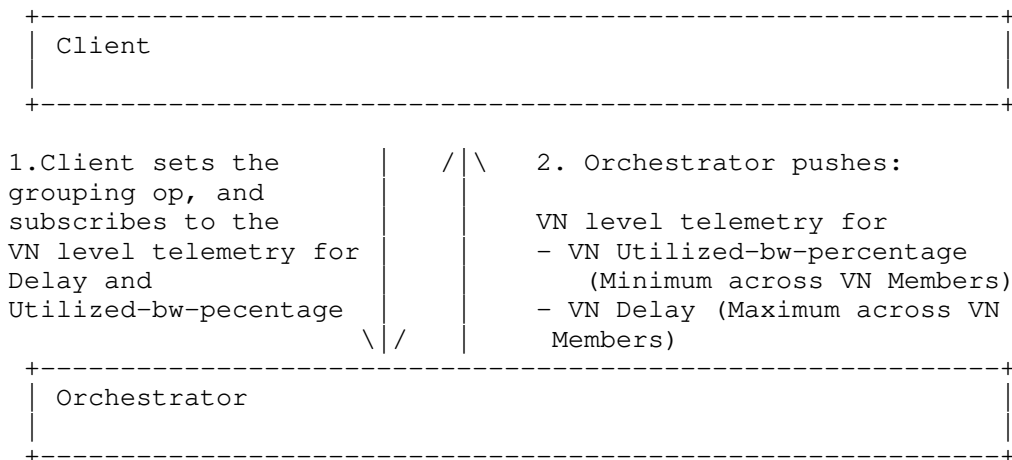 Client
1.Client sets the
grouping op, and
subscribes to the
VN level telemetry for
Delay and
Utilized-bw-pecentage
2. Orchestrator pushes:
VN level telemetry for
- VN Utilized-bw-percentage
(Minimum across VN Members)
- VN Delay (Maximum across VN
Members)
Orchestrator